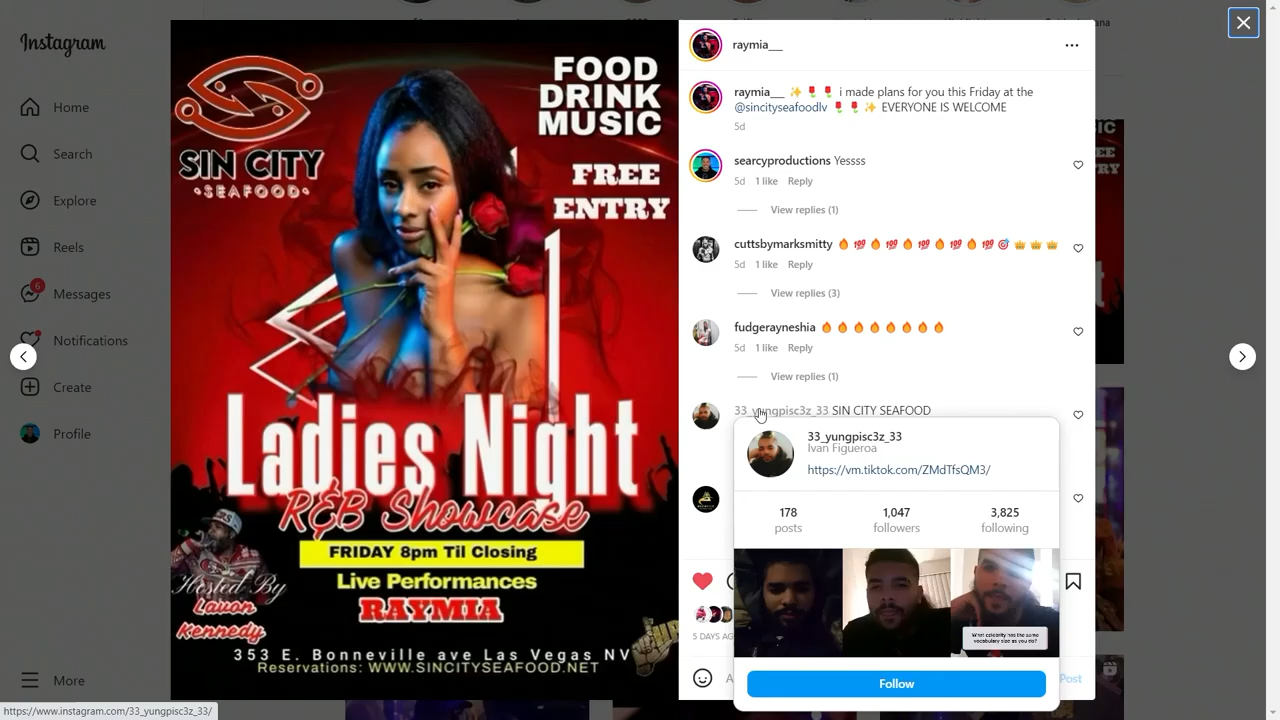 Instagram
Home
Search
Explore
Reels
6
Messages
Notifications
Create
Profile
More
https://www.instagram.com/33_yungpisc3z_33/
SIN CITY
•SEAFOOD•
FOOD
DRINK
MUSIC
FREE
ENTRY
Ladies Night
R&B Showcase
FRIDAY 8pm Til Closing
Live Performances
RAYMIA
Hosted By
Lavon
Kennedy
353 E. Bonneville ave Las Vegas NV
Reservations: WWW.SINCITYSEAFOOD.NET
raymia___
raymia___ ✨ 🌷 🌷 i made plans for you this Friday at the
@sincityseafoodlv 🌷 🌷 ✨ EVERYONE IS WELCOME
5d
searcyproductions Yessss
5d 1 like Reply
View replies (1)
cuttsbymarksmitty 🔥 💯 🔥 💯 🔥 💯 🔥 💯 🔥 💯 🎯 👑 👑 👑
5d 1 like Reply
View replies (3)
fudgerayneshia 🔥 🔥 🔥 🔥 🔥 🔥 🔥 🔥
5d 1 like Reply
View replies (1)
33_yungpisc3z_33 SIN CITY SEAFOOD
33_yungpisc3z_33
Ivan Figueroa
https://vm.tiktok.com/ZMdTfsQM3/
178 1,047 3,825
posts followers following
What celebrity has the same
vocabulary size as you do?
Follow
5 DAYS AG
A
Post